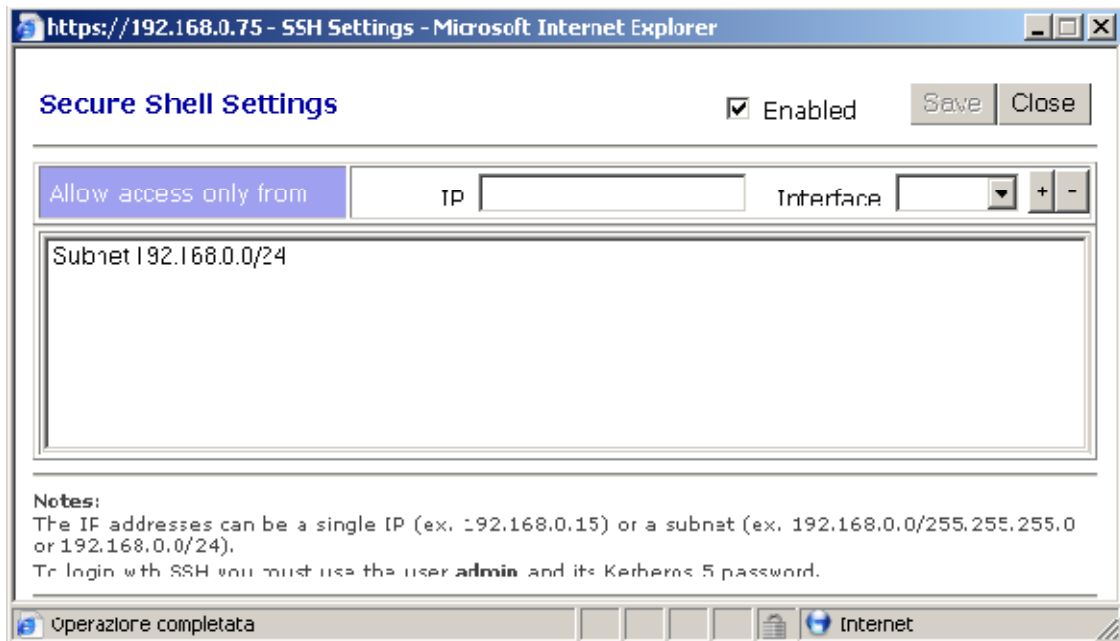 https://192.168.0.75 - SSH Settings - Microsoft Internet Explorer
Secure Shell Settings
Enabled
Save
Close
Allow access only from
IP
Interface
+
-
Subnet 192.168.0.0/24
Notes:
The IP addresses can be a single IP (ex. 192.168.0.15) or a subnet (ex. 192.168.0.0/255.255.255.0
or 192.168.0.0/24).
To login with SSH you must use the user admin and its Kerberos 5 password.
Operazione completata
Internet